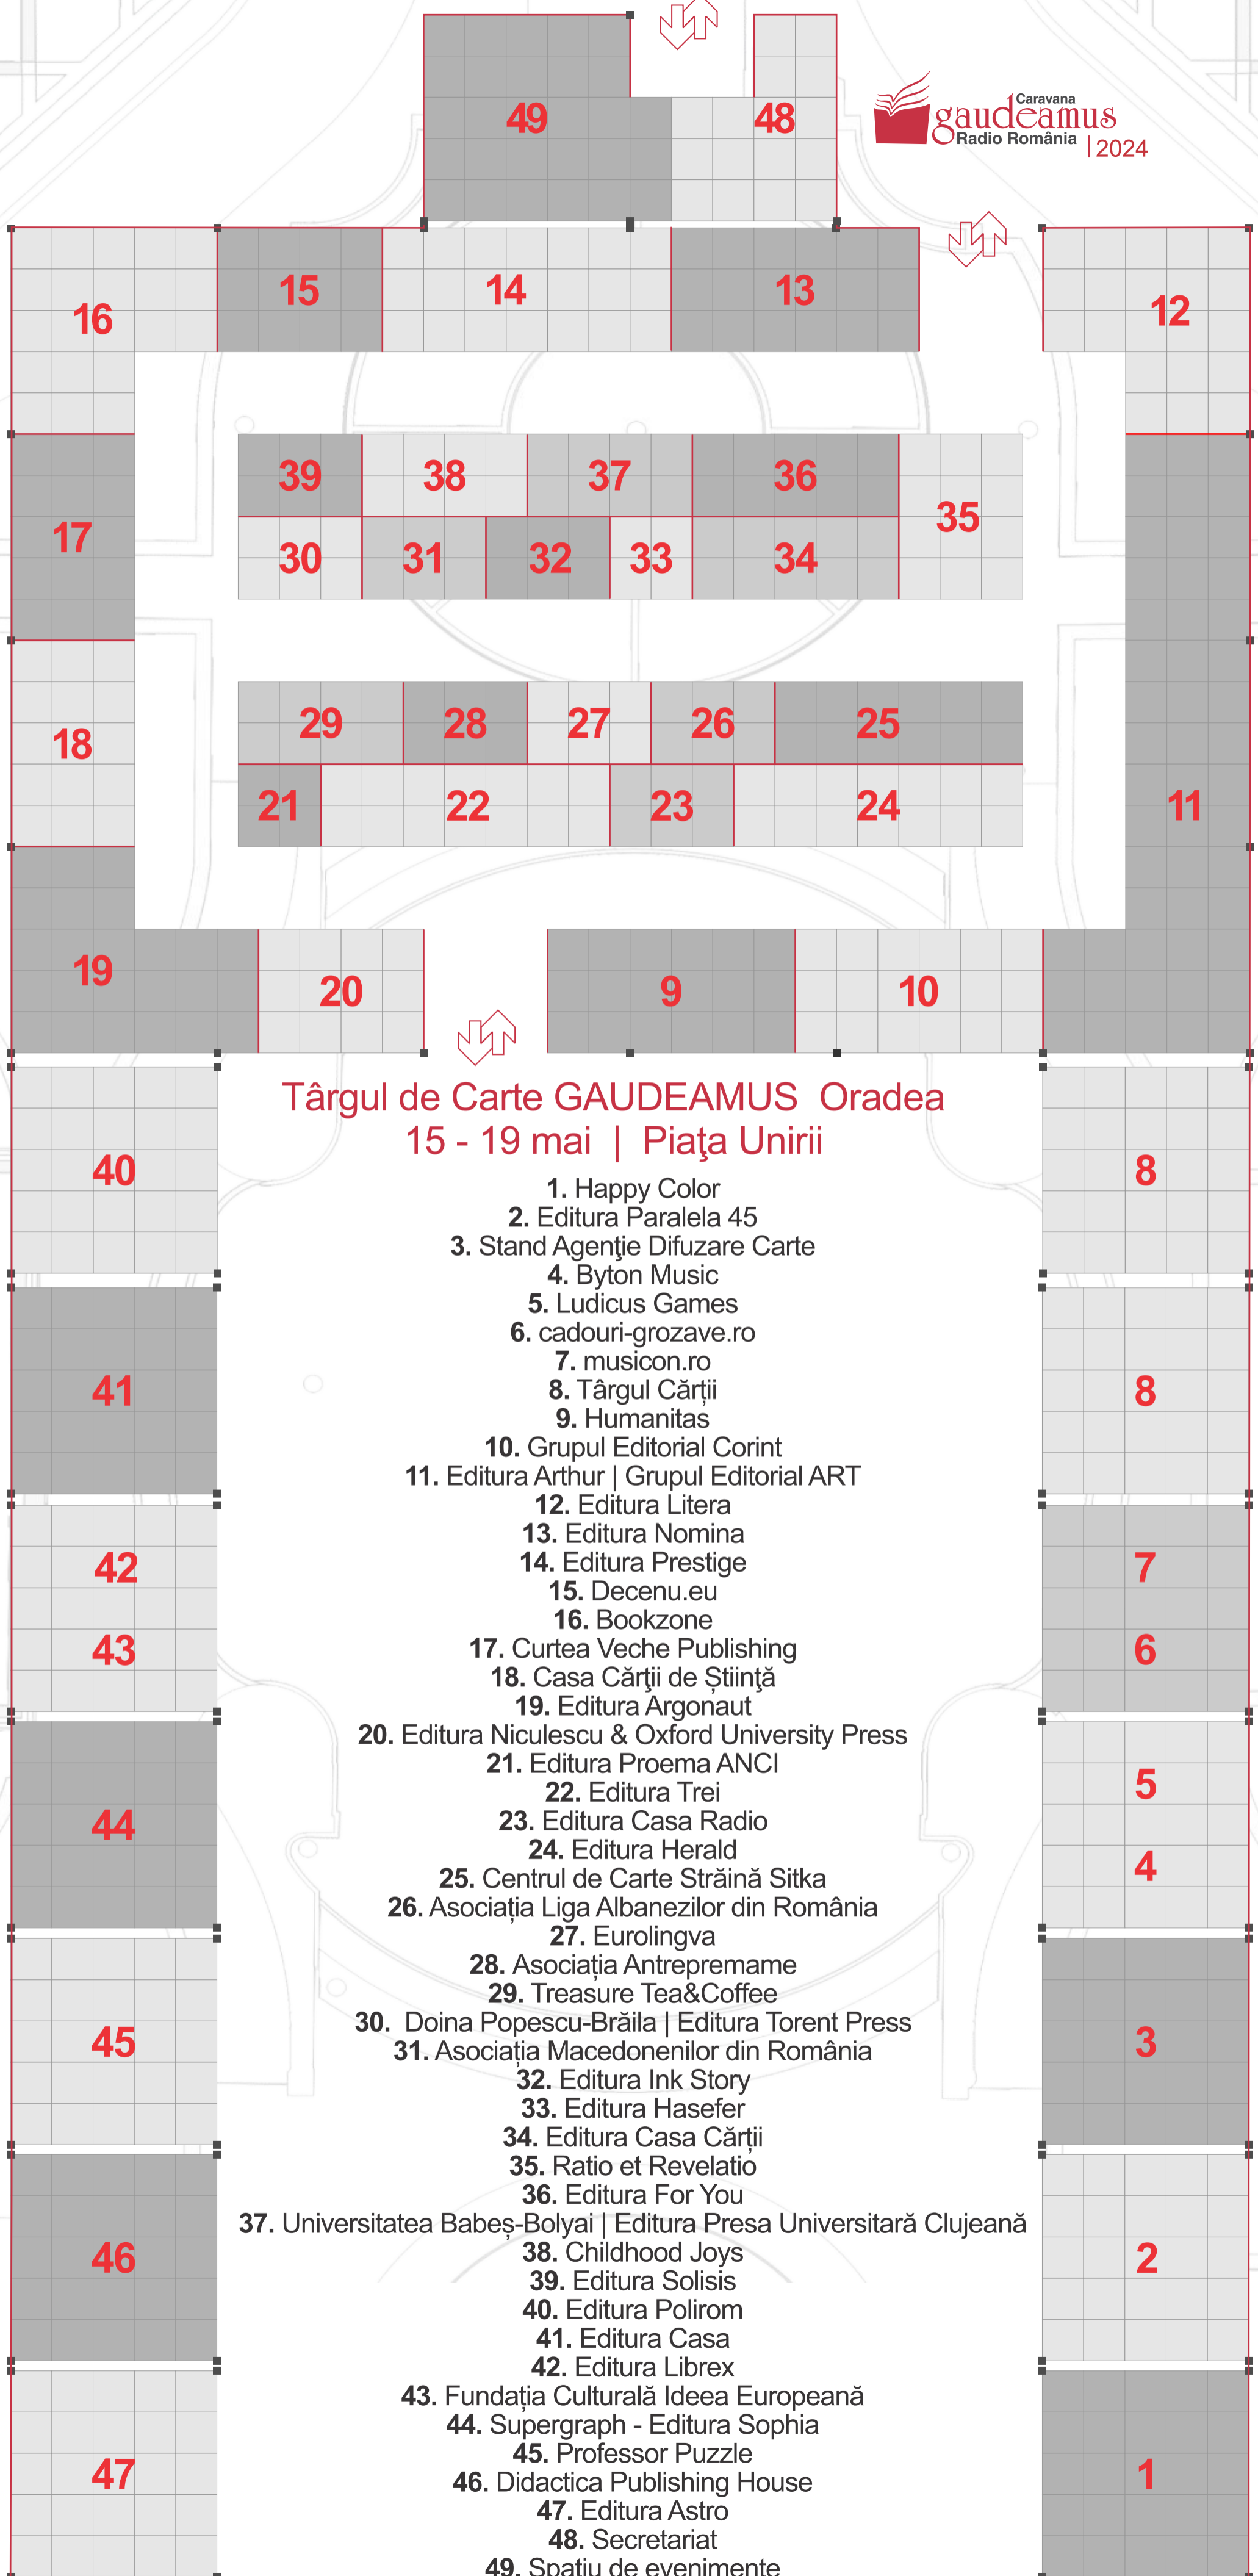 49
48
Caravana
gaudeamus
Radio România
|2024
16
15
14
13
12
39
38
37
36
35
17
30
31
32
33
34
29
28
27
26
25
18
21
22
23
24
11
19
20
9
10
Târgul de Carte GAUDEAMUS Oradea
15 - 19 mai | Piaţa Unirii
40
8
41
8
42
7
43
6
44
5
4
45
3
46
2
47
1
1. Happy Color
2. Editura Paralela 45
3. Stand Agenţie Difuzare Carte
4. Byton Music
5. Ludicus Games
6. cadouri-grozave.ro
7. musicon.ro
8. Târgul Cărții
9. Humanitas
10. Grupul Editorial Corint
11. Editura Arthur | Grupul Editorial ART
12. Editura Litera
13. Editura Nomina
14. Editura Prestige
15. Decenu.eu
16. Bookzone
17. Curtea Veche Publishing
18. Casa Cărţii de Știinţă
19. Editura Argonaut
20. Editura Niculescu & Oxford University Press
21. Editura Proema ANCI
22. Editura Trei
23. Editura Casa Radio
24. Editura Herald
25. Centrul de Carte Străină Sitka
26. Asociația Liga Albanezilor din România
27. Eurolingva
28. Asociația Antrepremame
29. Treasure Tea&Coffee
30. Doina Popescu-Brăila | Editura Torent Press
31. Asociația Macedonenilor din România
32. Editura Ink Story
33. Editura Hasefer
34. Editura Casa Cărții
35. Ratio et Revelatio
36. Editura For You
37. Universitatea Babeș-Bolyai | Editura Presa Universitară Clujeană
38. Childhood Joys
39. Editura Solisis
40. Editura Polirom
41. Editura Casa
42. Editura Librex
43. Fundația Culturală Ideea Europeană
44. Supergraph - Editura Sophia
45. Professor Puzzle
46. Didactica Publishing House
47. Editura Astro
48. Secretariat
49. Spațiu de evenimente